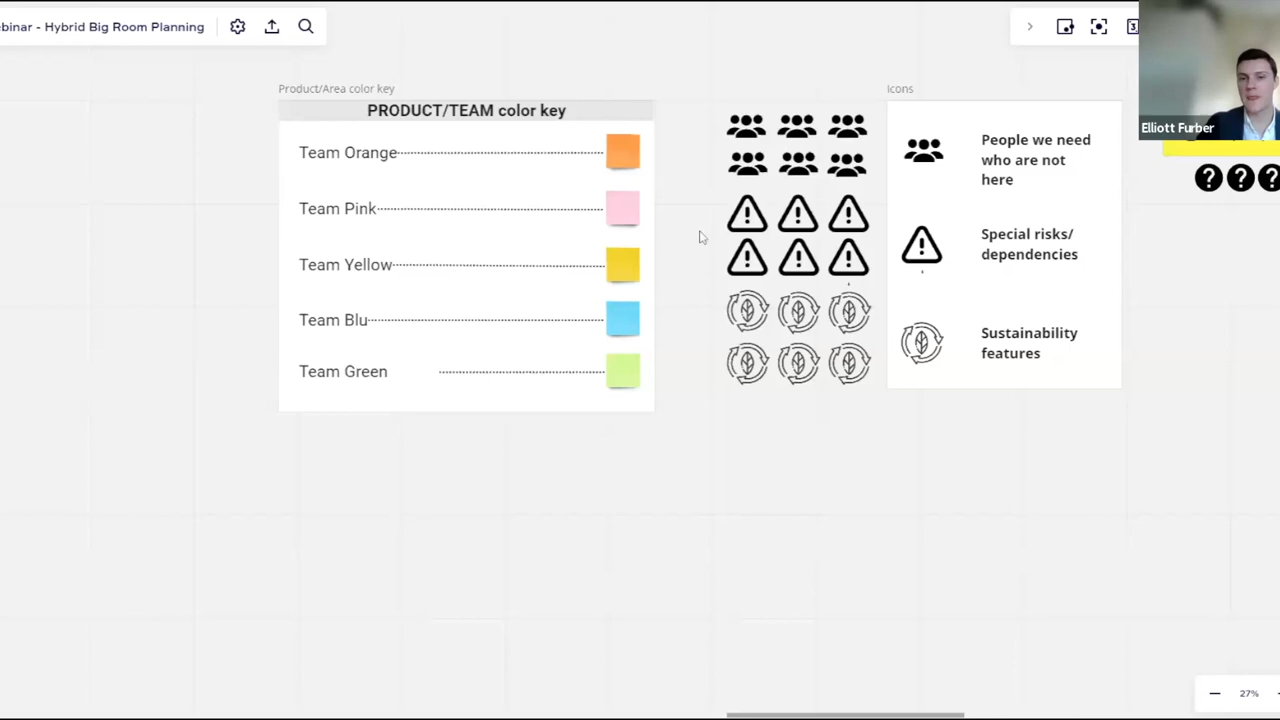 ebinar - Hybrid Big Room Planning
Product/Area color key
PRODUCT/TEAM color key
Team Orange
Team Pink
Team Yellow
Team Blu
Team Green
Icons
People we need
who are not
here
Special risks/
dependencies
Sustainability
features
Elliott Furber
27%